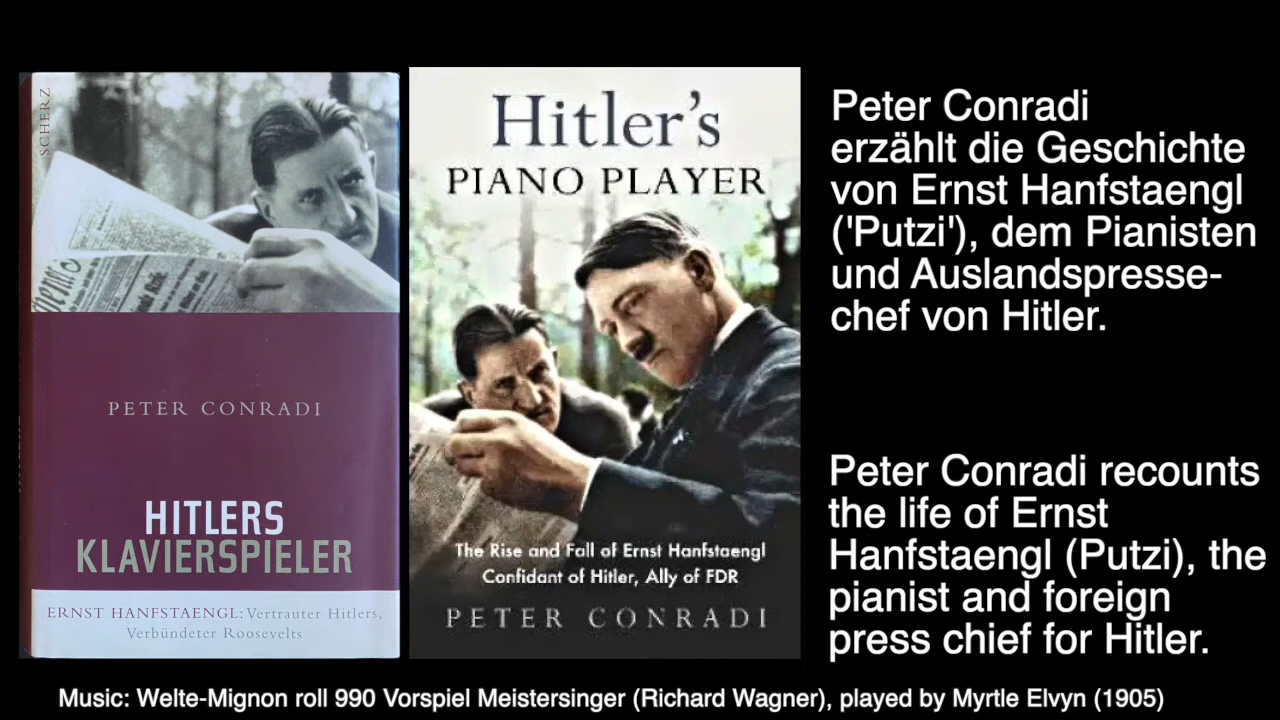 SCHERZ
PETER CONRADI
HITLERS
KLAVIERSPIELER
ERNST HANFSTAENGL: Vertrauter Hitlers,
Verbündeter Roosevelts
Hitler's
PIANO PLAYER
The Rise and Fall of Ernst Hanfstaengl
Confidant of Hitler, Ally of FDR
PETER CONRADI
Peter Conradi
erzählt die Geschichte
von Ernst Hanfstaengl
('Putzi'), dem Pianisten
und Auslandspresse-
chef von Hitler.
Peter Conradi recounts
the life of Ernst
Hanfstaengl (Putzi), the
pianist and foreign
press chief for Hitler.
Music: Welte-Mignon roll 990 Vorspiel Meistersinger (Richard Wagner), played by Myrtle Elvyn (1905)